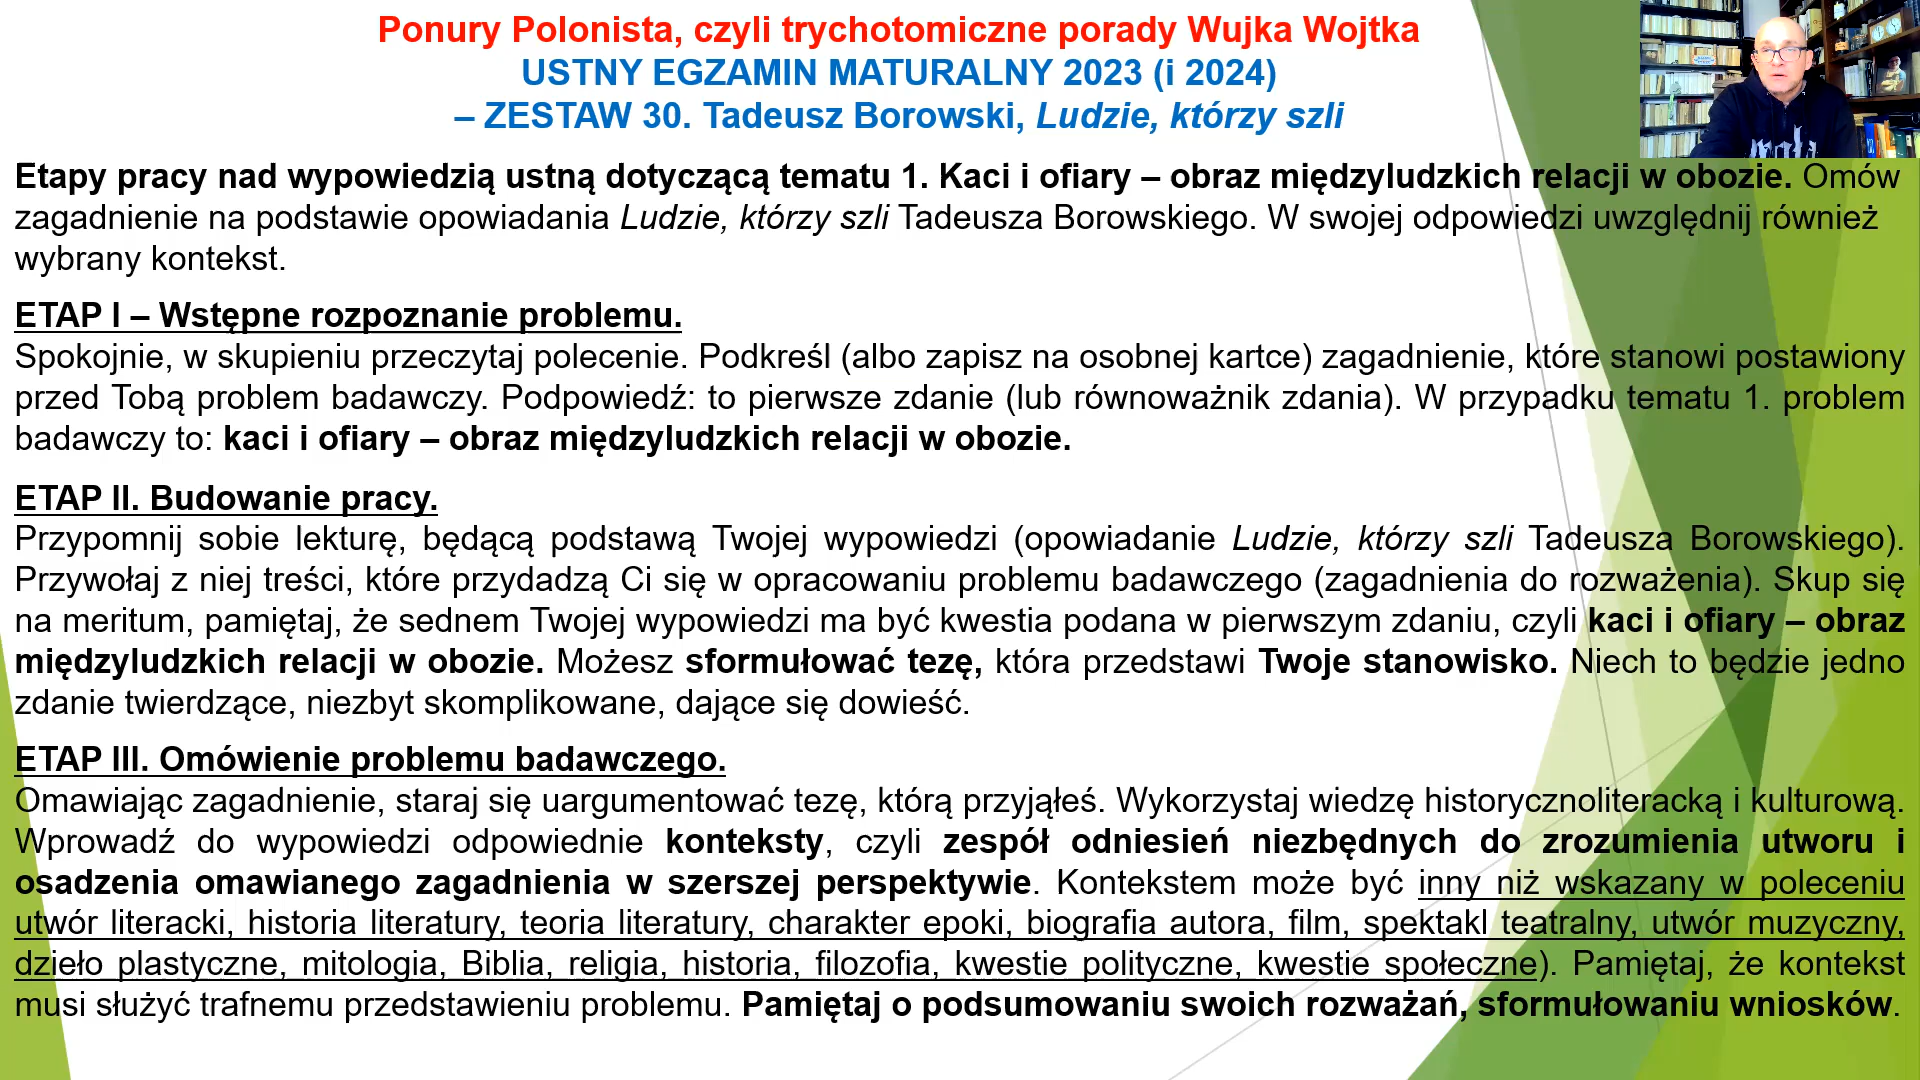 Ponury Polonista, czyli trychotomiczne porady Wujka Wojtka
USTNY EGZAMIN MATURALNY 2023 (i 2024)
– ZESTAW 30. Tadeusz Borowski, Ludzie, którzy szli
Etapy pracy nad wypowiedzią ustną dotyczącą tematu 1. Kaci i ofiary – obraz międzyludzkich relacji w obozie. Omów
zagadnienie na podstawie opowiadania Ludzie, którzy szli Tadeusza Borowskiego. W swojej odpowiedzi uwzględnij również
wybrany kontekst.
ETAP I – Wstępne rozpoznanie problemu.
Spokojnie, w skupieniu przeczytaj polecenie. Podkreśl (albo zapisz na osobnej kartce) zagadnienie, które stanowi postawiony
przed Tobą problem badawczy. Podpowiedź: to pierwsze zdanie (lub równoważnik zdania). W przypadku tematu 1. problem
badawczy to: kaci i ofiary – obraz międzyludzkich relacji w obozie.
ETAP II. Budowanie pracy.
Przypomnij sobie lekturę, będącą podstawą Twojej wypowiedzi (opowiadanie Ludzie, którzy szli Tadeusza Borowskiego).
Przywołaj z niej treści, które przydadzą Ci się w opracowaniu problemu badawczego (zagadnienia do rozważenia). Skup się
na meritum, pamiętaj, że sednem Twojej wypowiedzi ma być kwestia podana w pierwszym zdaniu, czyli kaci i ofiary – obraz
międzyludzkich relacji w obozie. Możesz sformułować tezę, która przedstawi Twoje stanowisko. Niech to będzie jedno
zdanie twierdzące, niezbyt skomplikowane, dające się dowieść.
ETAP III. Omówienie problemu badawczego.
Omawiając zagadnienie, staraj się uargumentować tezę, którą przyjąłeś. Wykorzystaj wiedzę historycznoliteracką i kulturową.
Wprowadź do wypowiedzi odpowiednie konteksty, czyli zespół odniesień niezbędnych do zrozumienia utworu i
osadzenia omawianego zagadnienia w szerszej perspektywie. Kontekstem może być inny niż wskazany w poleceniu
utwór literacki, historia literatury, teoria literatury, charakter epoki, biografia autora, film, spektakl teatralny, utwór muzyczny,
dzieło plastyczne, mitologia, Biblia, religia, historia, filozofia, kwestie polityczne, kwestie społeczne). Pamiętaj, że kontekst
musi służyć trafnemu przedstawieniu problemu. Pamiętaj o podsumowaniu swoich rozważań, sformułowaniu wniosków.